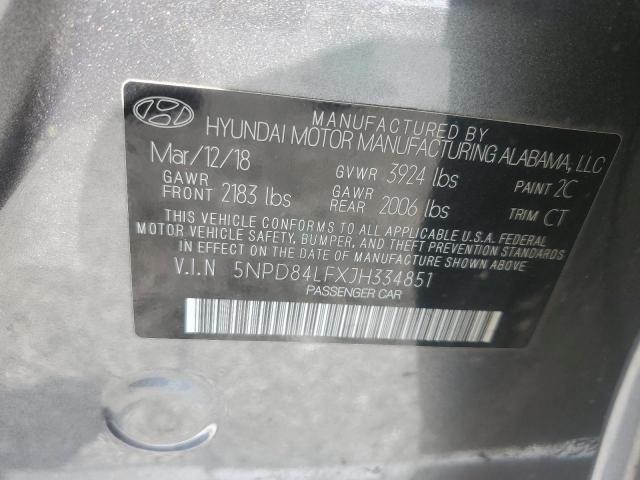 MANUFACTURED BY
HYUNDAI MOTOR MANUFACTURING ALABAMA, LLC
Mar/12/18 GVWR 3924 lbs PAINT 2C
GAWR FRONT 2183 lbs GAWR REAR 2006 lbs TRIM CT
THIS VEHICLE CONFORMS TO ALL APPLICABLE U.S.A. FEDERAL
MOTOR VEHICLE SAFETY, BUMPER, AND THEFT PREVENTION STANDARDS
IN EFFECT ON THE DATE OF MANUFACTURE SHOWN ABOVE.
V.I.N 5NPD84LFXJH334851
PASSENGER CAR